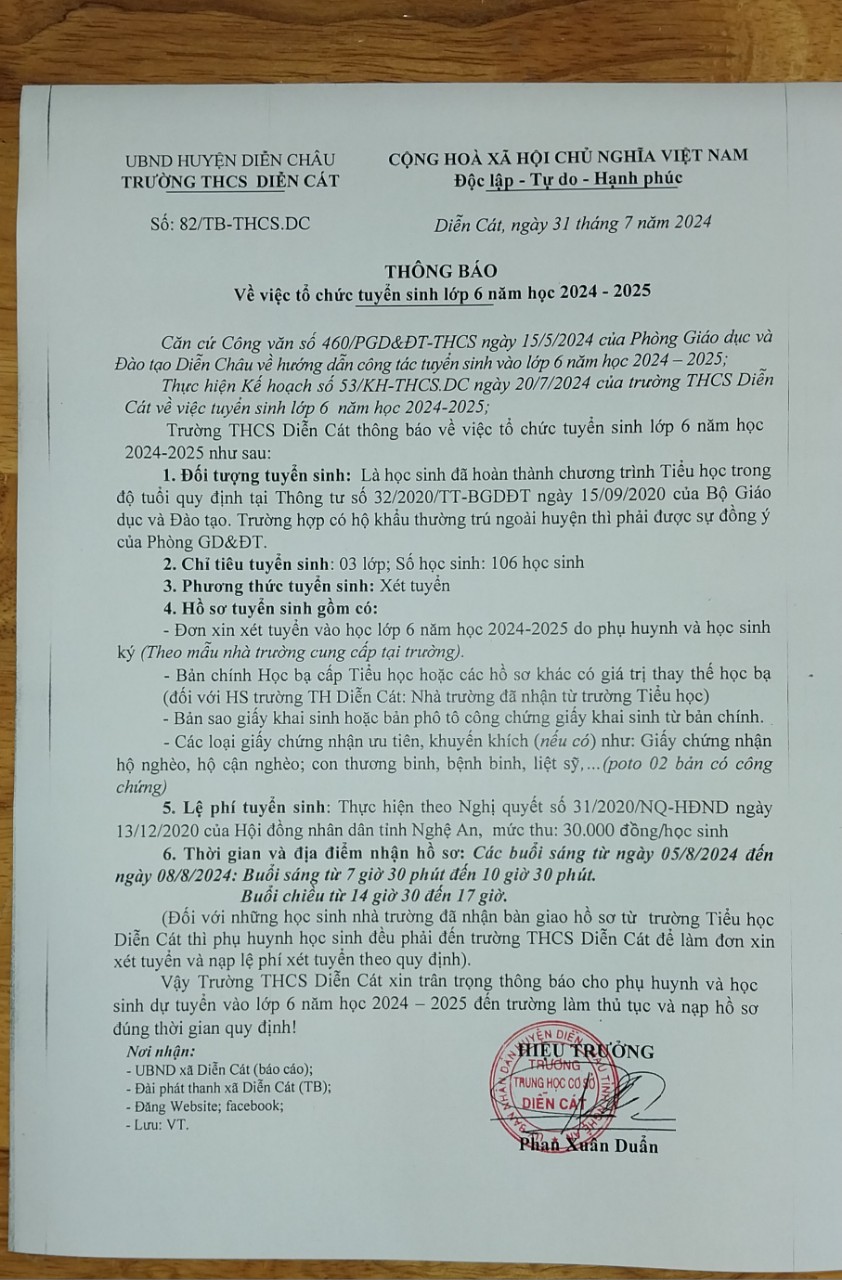 UBND HUYỆN DIỄN CHÂU
TRƯỜNG THCS DIỄN CÁT
Số: 82/TB-THCS.DC
CỘNG HOÀ XÃ HỘI CHỦ NGHĨA VIỆT NAM
Độc lập - Tự do - Hạnh phúc
Diễn Cát, ngày 31 tháng 7 năm 2024
THÔNG BÁO
Về việc tổ chức tuyển sinh lớp 6 năm học 2024 - 2025
Căn cứ Công văn số 460/PGD&ĐT-THCS ngày 15/5/2024 của Phòng Giáo dục và
Đào tạo Diễn Châu về hướng dẫn công tác tuyển sinh vào lớp 6 năm học 2024 – 2025;
Thực hiện Kế hoạch số 53/KH-THCS.DC ngày 20/7/2024 của trường THCS Diễn
Cát về việc tuyển sinh lớp 6 năm học 2024-2025;
Trường THCS Diễn Cát thông báo về việc tổ chức tuyển sinh lớp 6 năm học
2024-2025 như sau:
1. Đối tượng tuyển sinh: Là học sinh đã hoàn thành chương trình Tiểu học trong
độ tuổi quy định tại Thông tư số 32/2020/TT-BGDĐT ngày 15/09/2020 của Bộ Giáo
dục và Đào tạo. Trường hợp có hộ khẩu thường trú ngoài huyện thì phải được sự đồng ý
của Phòng GD&ĐT.
2. Chỉ tiêu tuyển sinh: 03 lớp; Số học sinh: 106 học sinh
3. Phương thức tuyển sinh: Xét tuyển
4. Hồ sơ tuyển sinh gồm có:
- Đơn xin xét tuyển vào học lớp 6 năm học 2024-2025 do phụ huynh và học sinh
ký (Theo mẫu nhà trường cung cấp tại trường).
- Bản chính Học bạ cấp Tiểu học hoặc các hồ sơ khác có giá trị thay thế học bạ
(đối với HS trường TH Diễn Cát: Nhà trường đã nhận từ trường Tiểu học)
- Bản sao giấy khai sinh hoặc bản phô tô công chứng giấy khai sinh từ bản chính.
- Các loại giấy chứng nhận ưu tiên, khuyến khích (nếu có) như: Giấy chứng nhận
hộ nghèo, hộ cận nghèo; con thương binh, bệnh binh, liệt sỹ,...(poto 02 bản có công
chứng)
5. Lệ phí tuyển sinh: Thực hiện theo Nghị quyết số 31/2020/NQ-HĐND ngày
13/12/2020 của Hội đồng nhân dân tỉnh Nghệ An, mức thu: 30.000 đồng/học sinh
6. Thời gian và địa điểm nhận hồ sơ: Các buổi sáng từ ngày 05/8/2024 đến
ngày 08/8/2024: Buổi sáng từ 7 giờ 30 phút đến 10 giờ 30 phút.
Buổi chiều từ 14 giờ 30 đến 17 giờ.
(Đối với những học sinh nhà trường đã nhận bàn giao hồ sơ từ trường Tiểu học
Diễn Cát thì phụ huynh học sinh đều phải đến trường THCS Diễn Cát để làm đơn xin
xét tuyển và nạp lệ phí xét tuyển theo quy định).
Vậy Trường THCS Diễn Cát xin trân trọng thông báo cho phụ huynh và học
sinh dự tuyển vào lớp 6 năm học 2024 – 2025 đến trường làm thủ tục và nạp hồ sơ
đúng thời gian quy định!
Nơi nhận:
- UBND xã Diễn Cát (báo cáo);
- Đài phát thanh xã Diễn Cát (TB);
- Đăng Website; facebook;
- Lưu: VT.
HIỆU TRƯỞNG
TRƯỜNG
TRUNG HỌC CƠ SỞ
DIỄN CÁT
Phan Xuân Duẩn